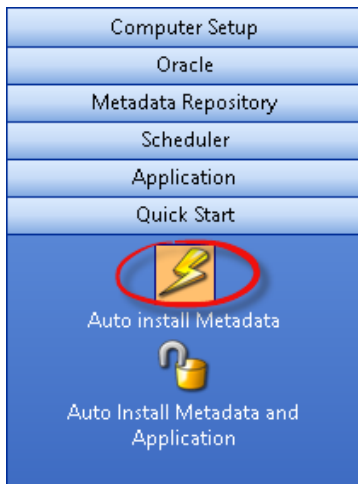 Computer Setup
Oracle
Metadata Repository
Scheduler
Application
Quick Start
Auto install Metadata
Auto Install Metadata and
Application